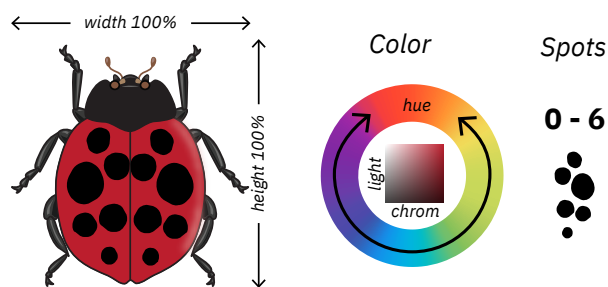 width 100%
height 100%
Color
hue
light
chrom
Spots
0 - 6